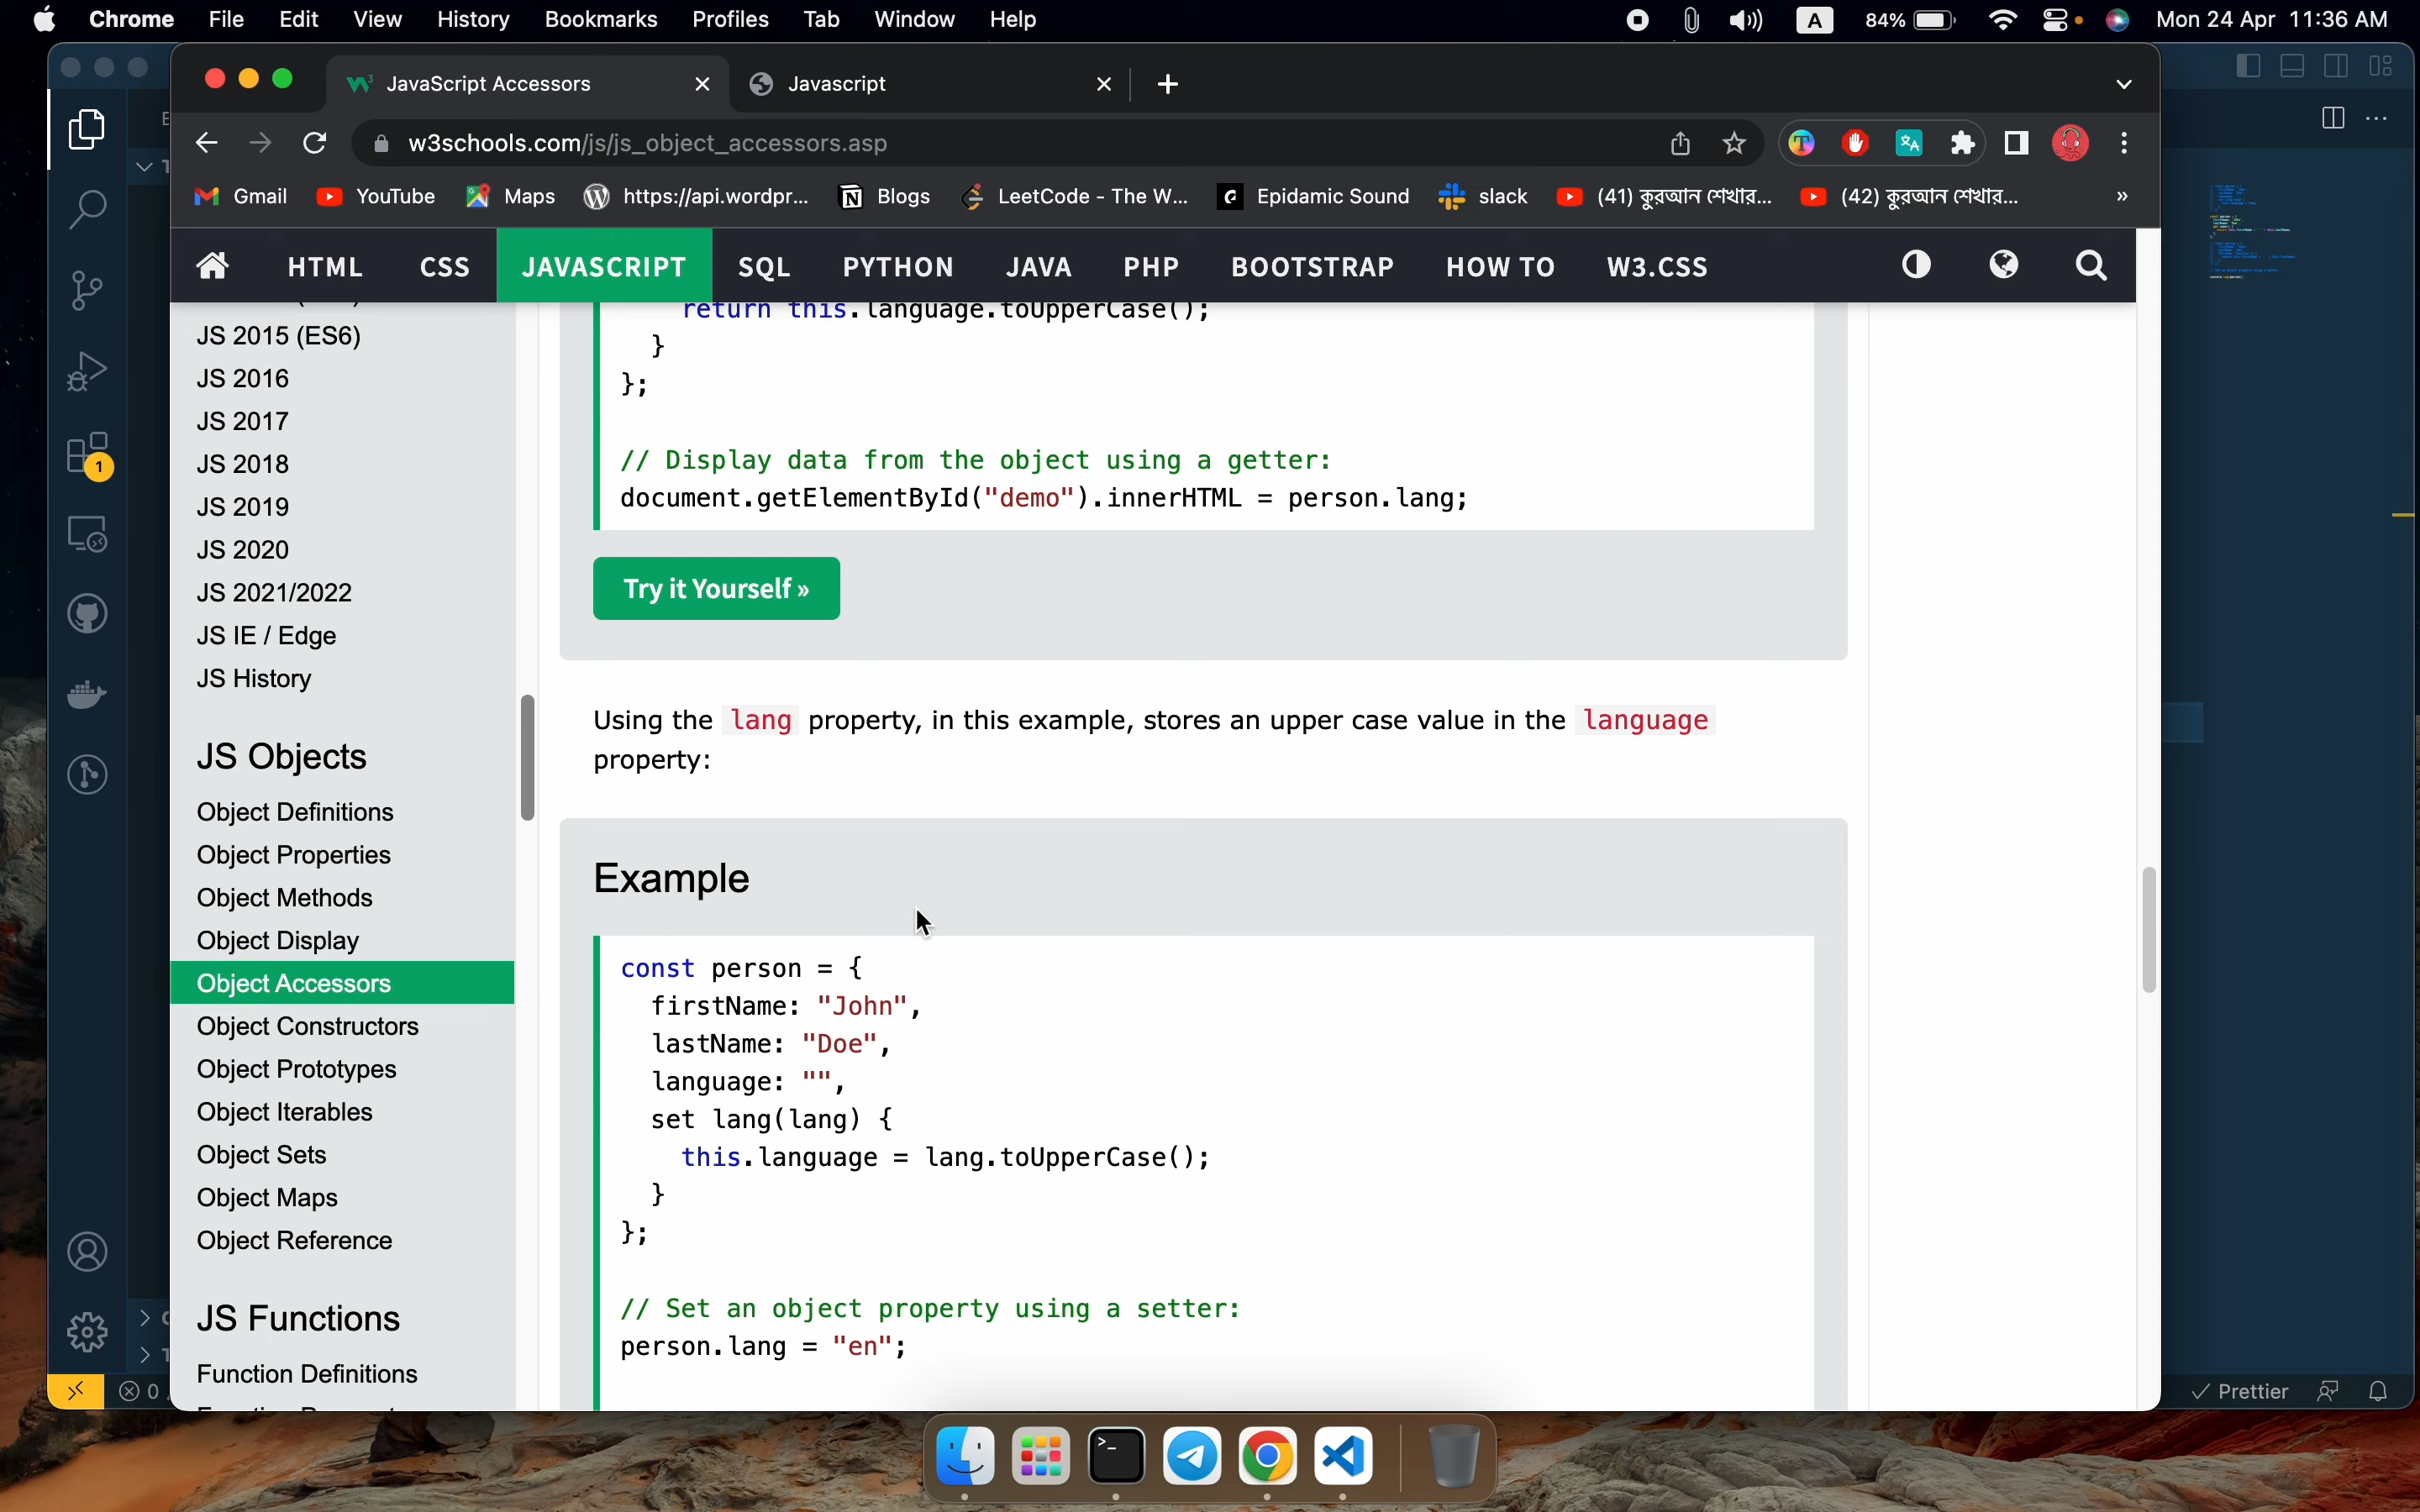 Chrome File Edit View History Bookmarks Profiles Tab Window Help A 84% Mon 24 Apr 11:36 AM
JavaScript Accessors Javascript
w3schools.com/js/js_object_accessors.asp
Gmail YouTube Maps https://api.wordpr... Blogs LeetCode - The W... Epidamic Sound slack (41) কুরআন শেখার... (42) কুরআন শেখার... »
HTML CSS JAVASCRIPT SQL PYTHON JAVA PHP BOOTSTRAP HOW TO W3.CSS
JS 2015 (ES6)
JS 2016
JS 2017
JS 2018
JS 2019
JS 2020
JS 2021/2022
JS IE / Edge
JS History
JS Objects
Object Definitions
Object Properties
Object Methods
Object Display
Object Accessors
Object Constructors
Object Prototypes
Object Iterables
Object Sets
Object Maps
Object Reference
JS Functions
Function Definitions
return this.language.toUpperCase();
}
};
// Display data from the object using a getter:
document.getElementById("demo").innerHTML = person.lang;
Try it Yourself »
Using the lang property, in this example, stores an upper case value in the language
property:
Example
const person = {
firstName: "John",
lastName: "Doe",
language: "",
set lang(lang) {
this.language = lang.toUpperCase();
}
};
// Set an object property using a setter:
person.lang = "en";
1
0
Prettier